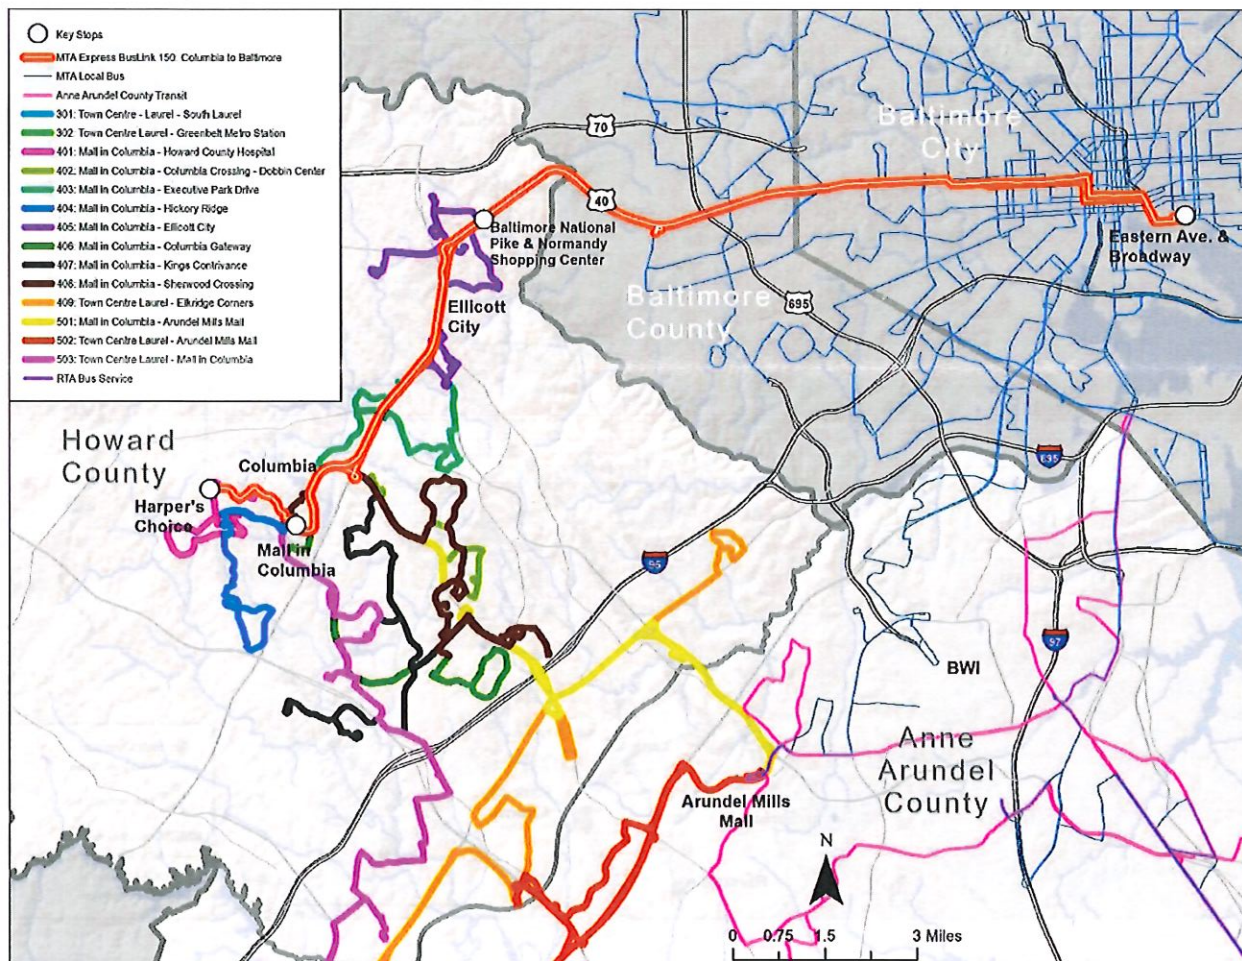 Key Stops
MTA Express BusLink 150: Columbia to Baltimore
MTA Local Bus
Anne Arundel County Transit
301: Town Centre - Laurel - South Laurel
302: Town Centre Laurel - Greenbelt Metro Station
401: Mall in Columbia - Howard County Hospital
402: Mall in Columbia - Columbia Crossing - Dobbin Center
403: Mall in Columbia - Executive Park Drive
404: Mall in Columbia - Hickory Ridge
405: Mall in Columbia - Ellicott City
406: Mall in Columbia - Columbia Gateway
407: Mall in Columbia - Kings Contrivance
408: Mall in Columbia - Sherwood Crossing
409: Town Centre Laurel - Elkridge Corners
501: Mall in Columbia - Arundel Mills Mall
502: Town Centre Laurel - Arundel Mills Mall
503: Town Centre Laurel - Mall in Columbia
RTA Bus Service
70
Baltimore
City
40
Baltimore National
Pike & Normandy
Shopping Center
Eastern Ave. &
Broadway
Ellicott
City
Baltimore
County
695
Howard
County
Columbia
Harper's
Choice
Mall in
Columbia
895
95
97
BWI
Anne
Arundel
County
Arundel Mills
Mall
N
0 0.75 1.5 3 Miles